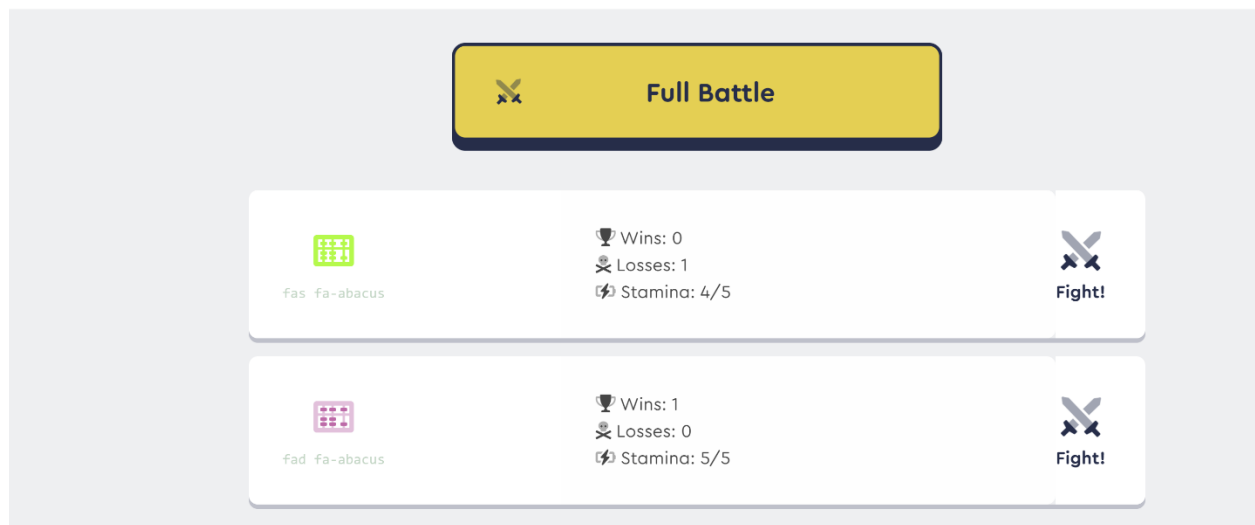 Full Battle
Wins: 0
Losses: 1
fas fa-abacus
Stamina: 4/5
Fight!
Wins: 1
Losses: 0
fad fa-abacus
Stamina: 5/5
Fight!